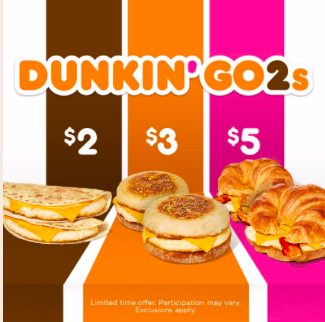 DUNKIN' GO2s
$2 $3 $5
Limited time offer. Participation may vary.
Exclusions apply.